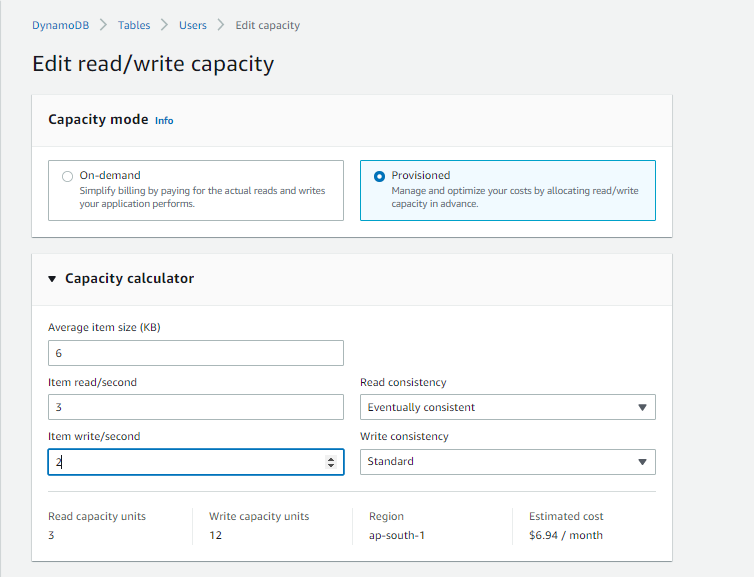 DynamoDB > Tables > Users > Edit capacity
Edit read/write capacity
Capacity mode Info
On-demand
Simplify billing by paying for the actual reads and writes
your application performs.
Provisioned
Manage and optimize your costs by allocating read/write
capacity in advance.
Capacity calculator
Average item size (KB)
6
Item read/second
3
Read consistency
Eventually consistent
Item write/second
2
Write consistency
Standard
Read capacity units
3
Write capacity units
12
Region
ap-south-1
Estimated cost
$6.94 / month